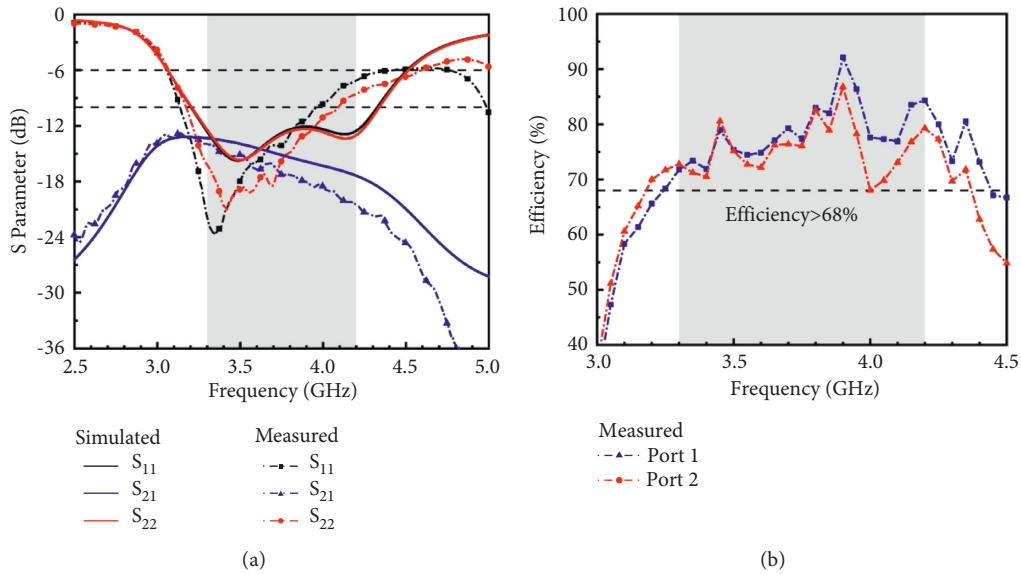 (a)
0
-6
-12
-18
-24
-30
-36
S Parameter (dB)
2.5 3.0 3.5 4.0 4.5 5.0
Frequency (GHz)
Simulated
S11
S21
S22
Measured
S11
S21
S22
(a)
(b)
100
90
80
70
60
50
40
Efficiency (%)
Efficiency>68%
3.0 3.5 4.0 4.5
Frequency (GHz)
Measured
Port 1
Port 2
(b)